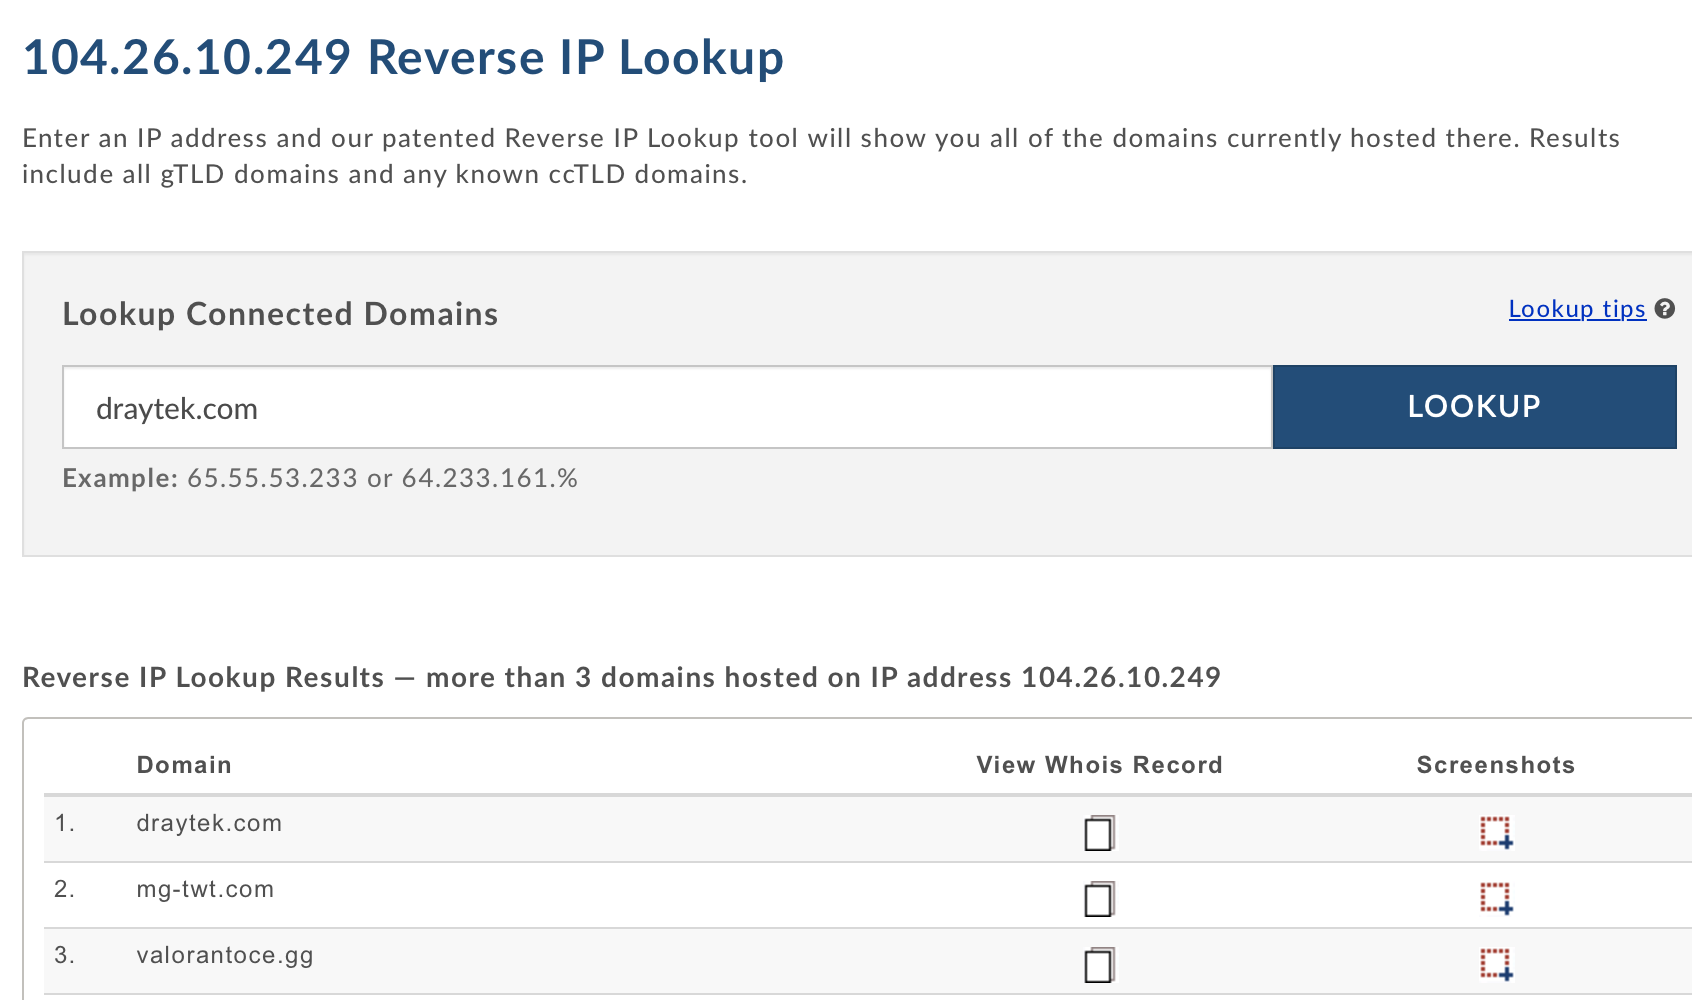 104.26.10.249 Reverse IP Lookup
Enter an IP address and our patented Reverse IP Lookup tool will show you all of the domains currently hosted there. Results
include all gTLD domains and any known ccTLD domains.
Lookup Connected Domains
Lookup tips ?
draytek.com
LOOKUP
Example: 65.55.53.233 or 64.233.161.%
Reverse IP Lookup Results — more than 3 domains hosted on IP address 104.26.10.249
Domain View Whois Record Screenshots
1. draytek.com
2. mg-twt.com
3. valorantoce.gg